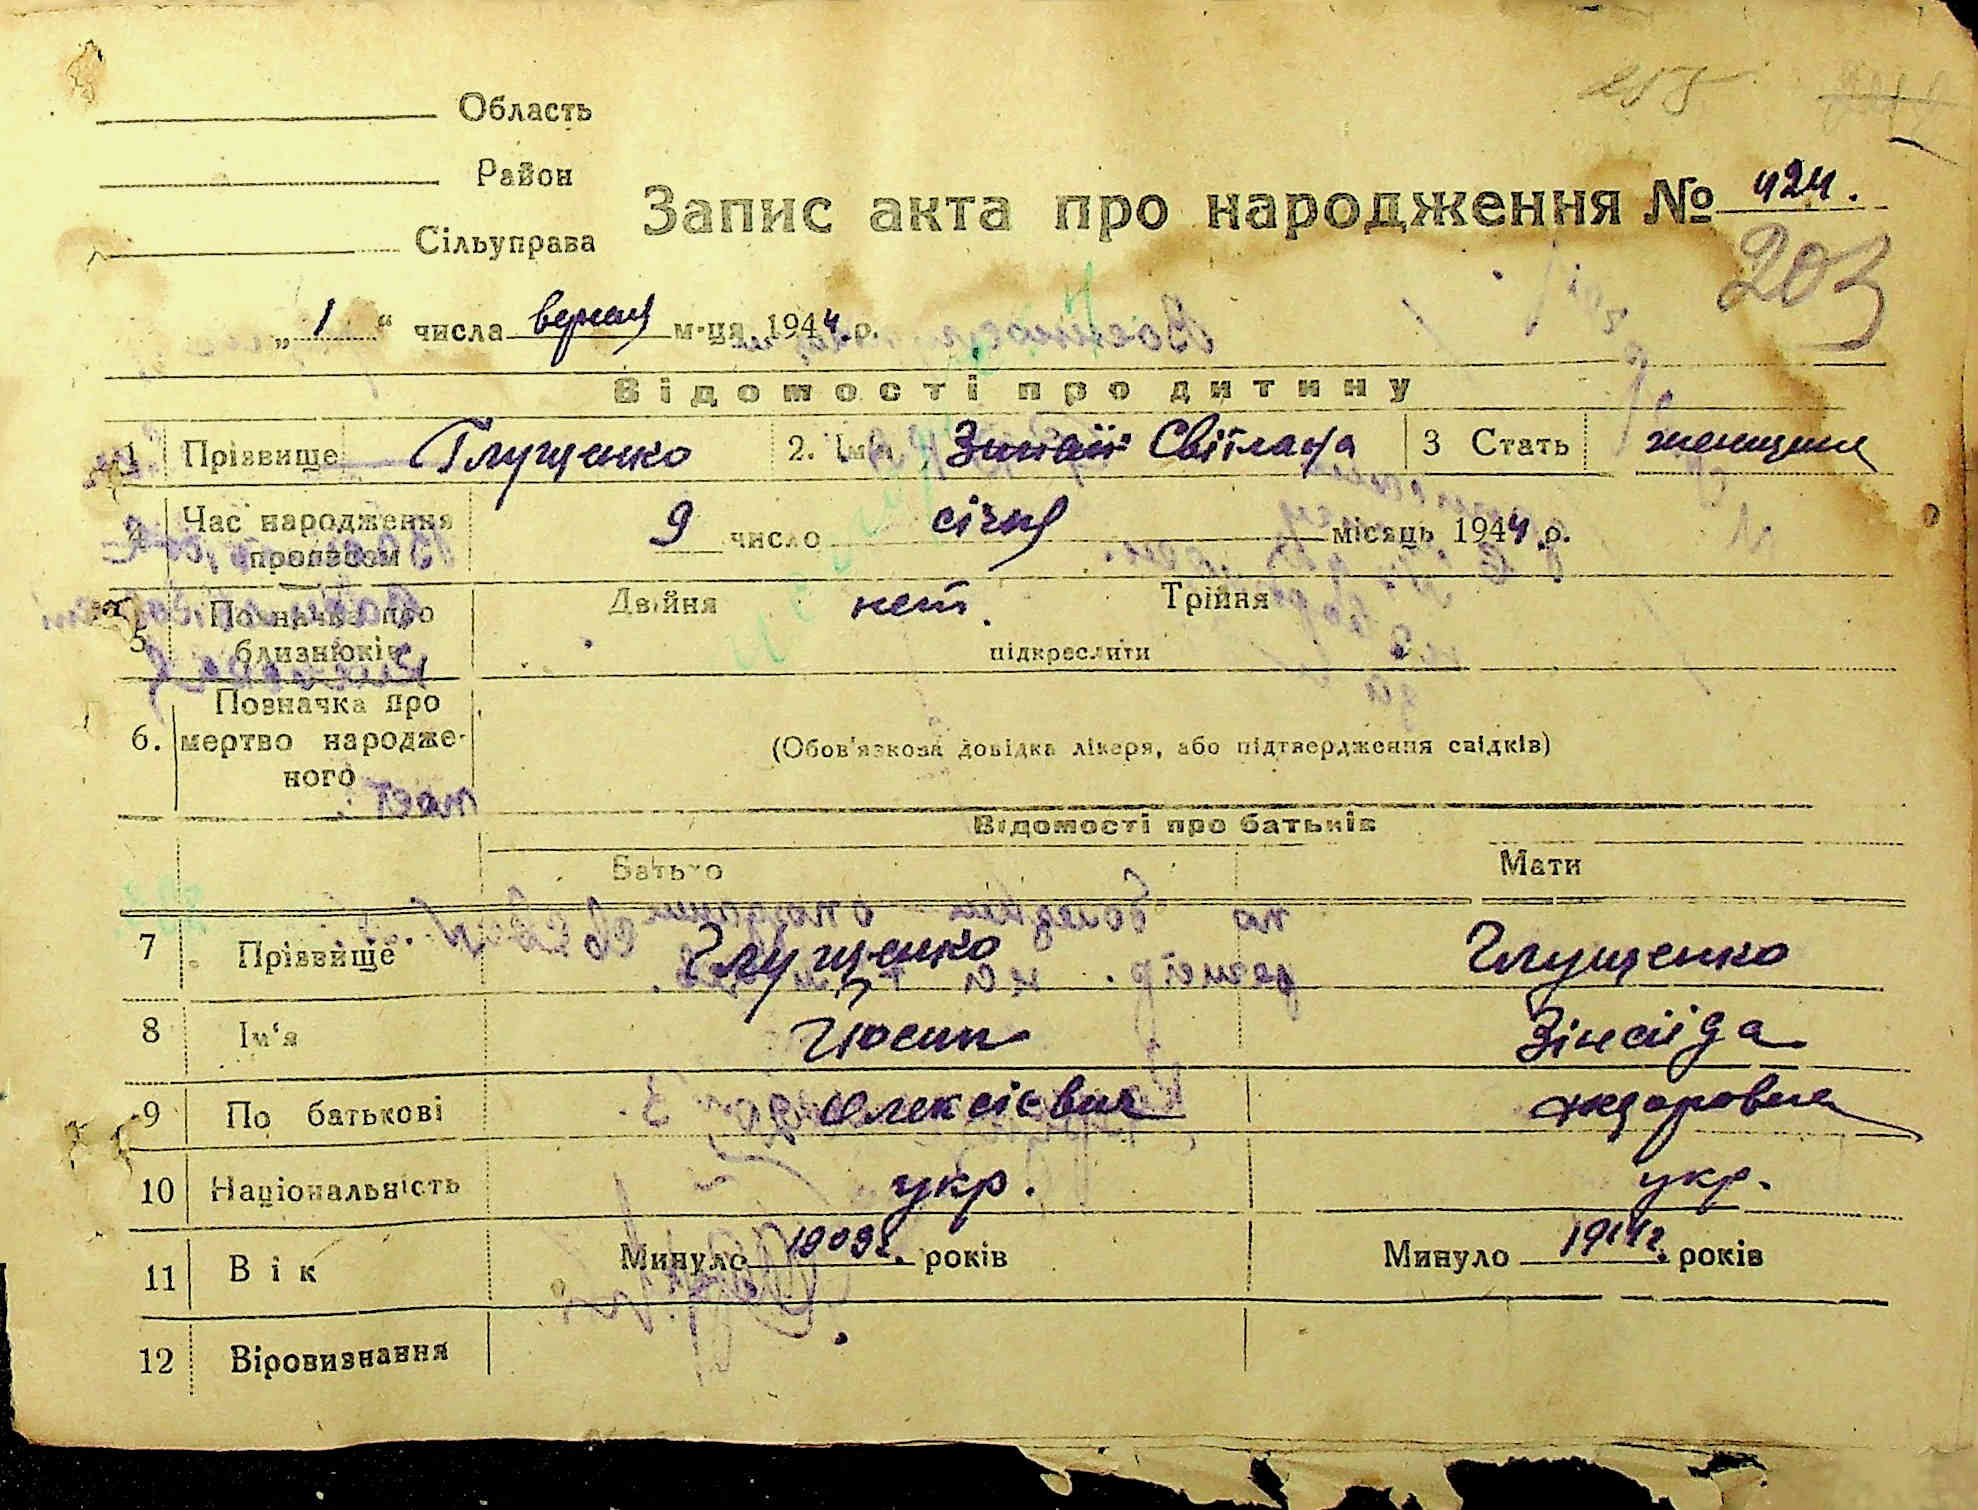 Область
Район
Сільуправа
Запис акта про народження № 424.
203
„1“ числа вересня м-ця 1944 р.
Відомості про дитину
1 Прізвище Глущенко 2. Ім'я Світлана 3 Стать женщина
4 Час народження прописом 9 число січня місяць 1944 р.
5 Позначка про близнюків Двійня нет. Трійня
підкреслити
6. Позначка про мертво народженого (Обов'язкова довідка лікаря, або підтвердження свідків)
Відомості про батьків
Батько Мати
7 Прізвище Глущенко Глущенко
8 Ім'я Йосип Зінаїда
9 По батькові Олексієвич
10 Національність укр. укр.
11 Вік Минуло 1909г. років Минуло 1914г. років
12 Віровизнання